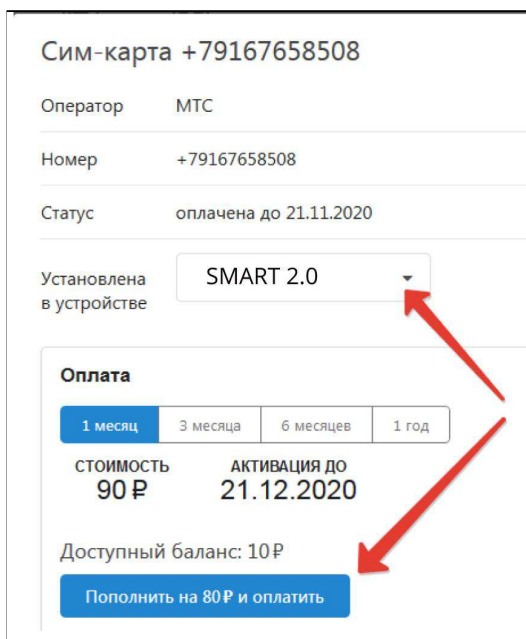 Сим-карта +79167658508
Оператор МТС
Номер +79167658508
Статус оплачена до 21.11.2020
Установлена SMART 2.0
в устройстве
Оплата
1 месяц 3 месяца 6 месяцев 1 год
СТОИМОСТЬ АКТИВАЦИЯ ДО
90 ₽ 21.12.2020
Доступный баланс: 10 ₽
Пополнить на 80 ₽ и оплатить